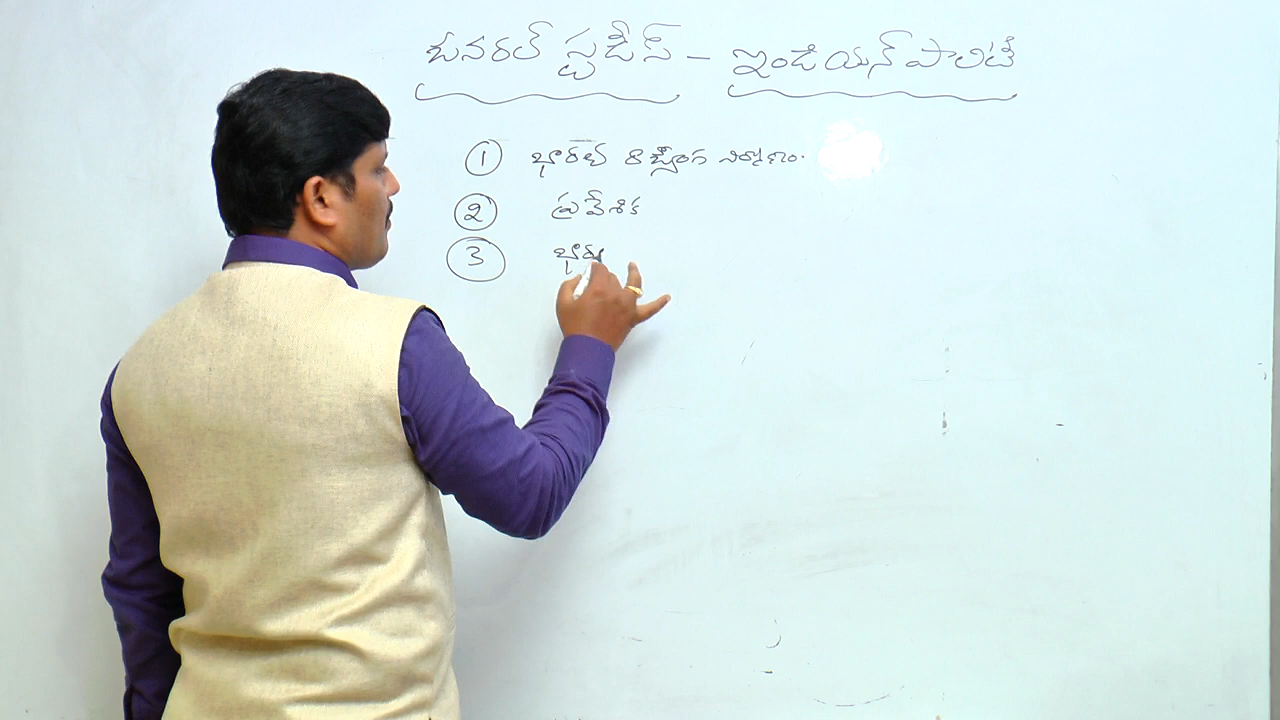 జనరల్ స్టడీస్ - ఇండియన్ పాలిటీ
1 భారత రాజ్యాంగ నిర్మాణం.
2 ప్రవేశిక
3 భార